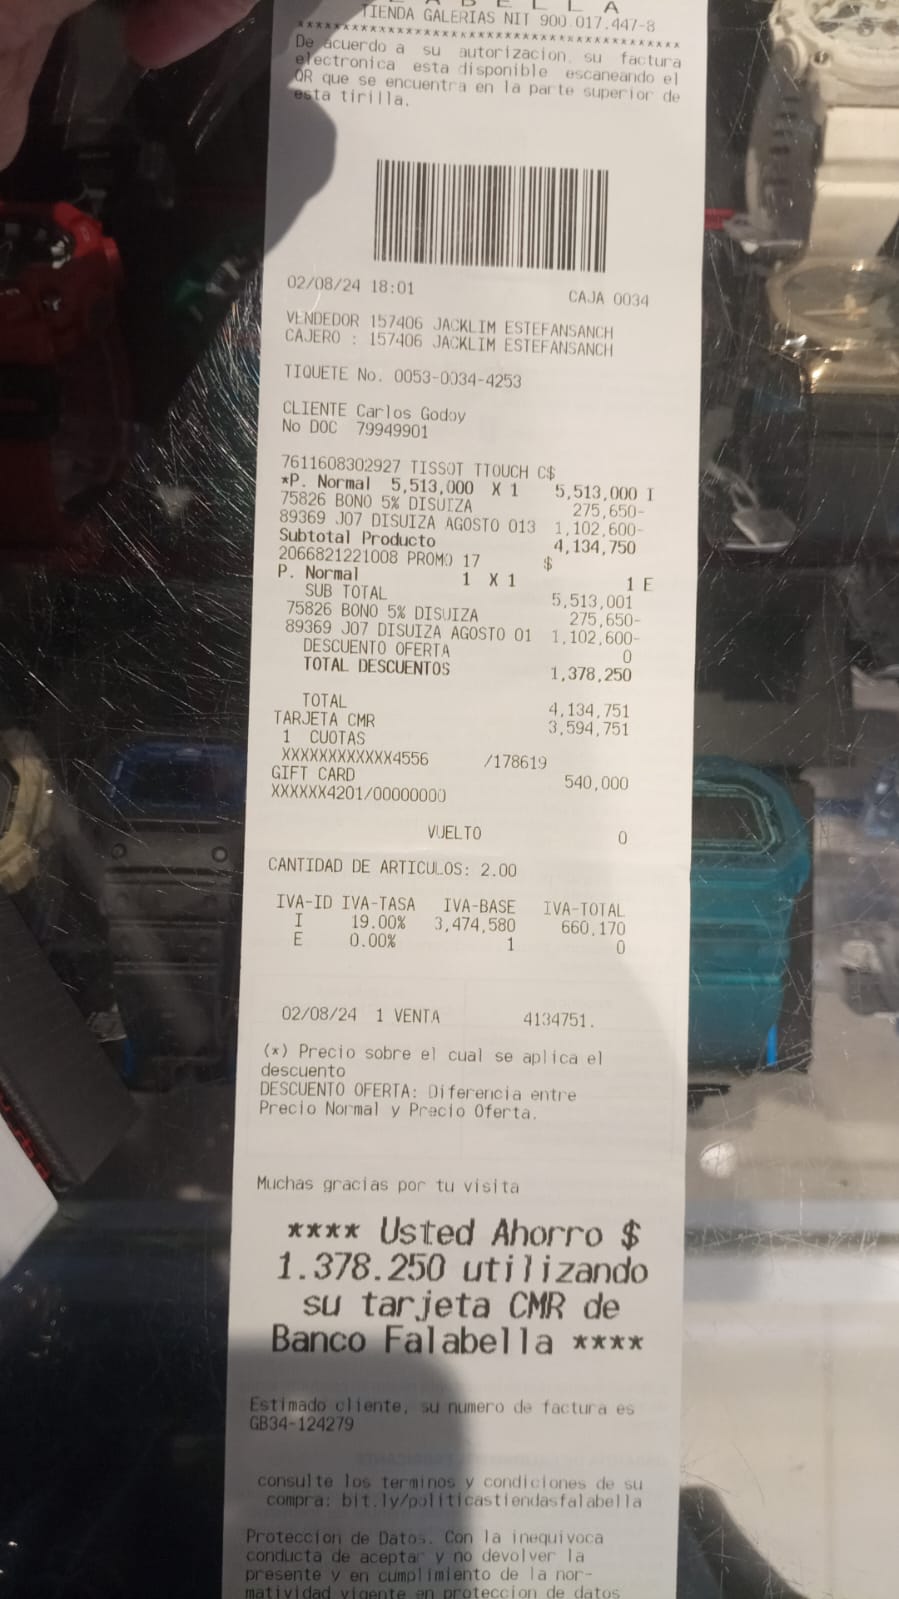 TIENDA GALERIAS NIT 900.017.447-8
De acuerdo a su autorizacion, su factura
electronica esta disponible escaneando el
QR que se encuentra en la parte superior de
esta tirilla.
02/08/24 18:01 CAJA 0034
VENDEDOR 157406 JACKLIM ESTEFANSANCH
CAJERO : 157406 JACKLIM ESTEFANSANCH
TIQUETE No. 0053-0034-4253
CLIENTE Carlos Godoy
No DOC 79949901
7611608302927 TISSOT TTOUCH C$
*P. Normal 5,513,000 X 1 5,513,000 I
75826 BONO 5% DISUIZA 275,650-
89369 J07 DISUIZA AGOSTO 013 1,102,600-
Subtotal Producto 4,134,750
2066821221008 PROMO 17 $
P. Normal 1 X 1 1 E
SUB TOTAL 5,513,001
75826 BONO 5% DISUIZA 275,650-
89369 J07 DISUIZA AGOSTO 01 1,102,600-
DESCUENTO OFERTA 0
TOTAL DESCUENTOS 1,378,250
TOTAL 4,134,751
TARJETA CMR 3,594,751
1 CUOTAS
XXXXXXXXXXXX4556 /178619
GIFT CARD 540,000
XXXXXX4201/00000000
VUELTO 0
CANTIDAD DE ARTICULOS: 2.00
IVA-ID IVA-TASA IVA-BASE IVA-TOTAL
I 19.00% 3,474,580 660,170
E 0.00% 1 0
02/08/24 1 VENTA 4134751.
(*) Precio sobre el cual se aplica el
descuento
DESCUENTO OFERTA: Diferencia entre
Precio Normal y Precio Oferta.
Muchas gracias por tu visita
**** Usted Ahorro $
1.378.250 utilizando
su tarjeta CMR de
Banco Falabella ****
Estimado cliente, su numero de factura es
GB34-124279
consulte los terminos y condiciones de su
compra: bit.ly/politicastiendasfalabella
Proteccion de Datos. Con la inequivoca
conducta de aceptar y no devolver la
presente y en cumplimiento de la nor-
matividad vigente en proteccion de datos